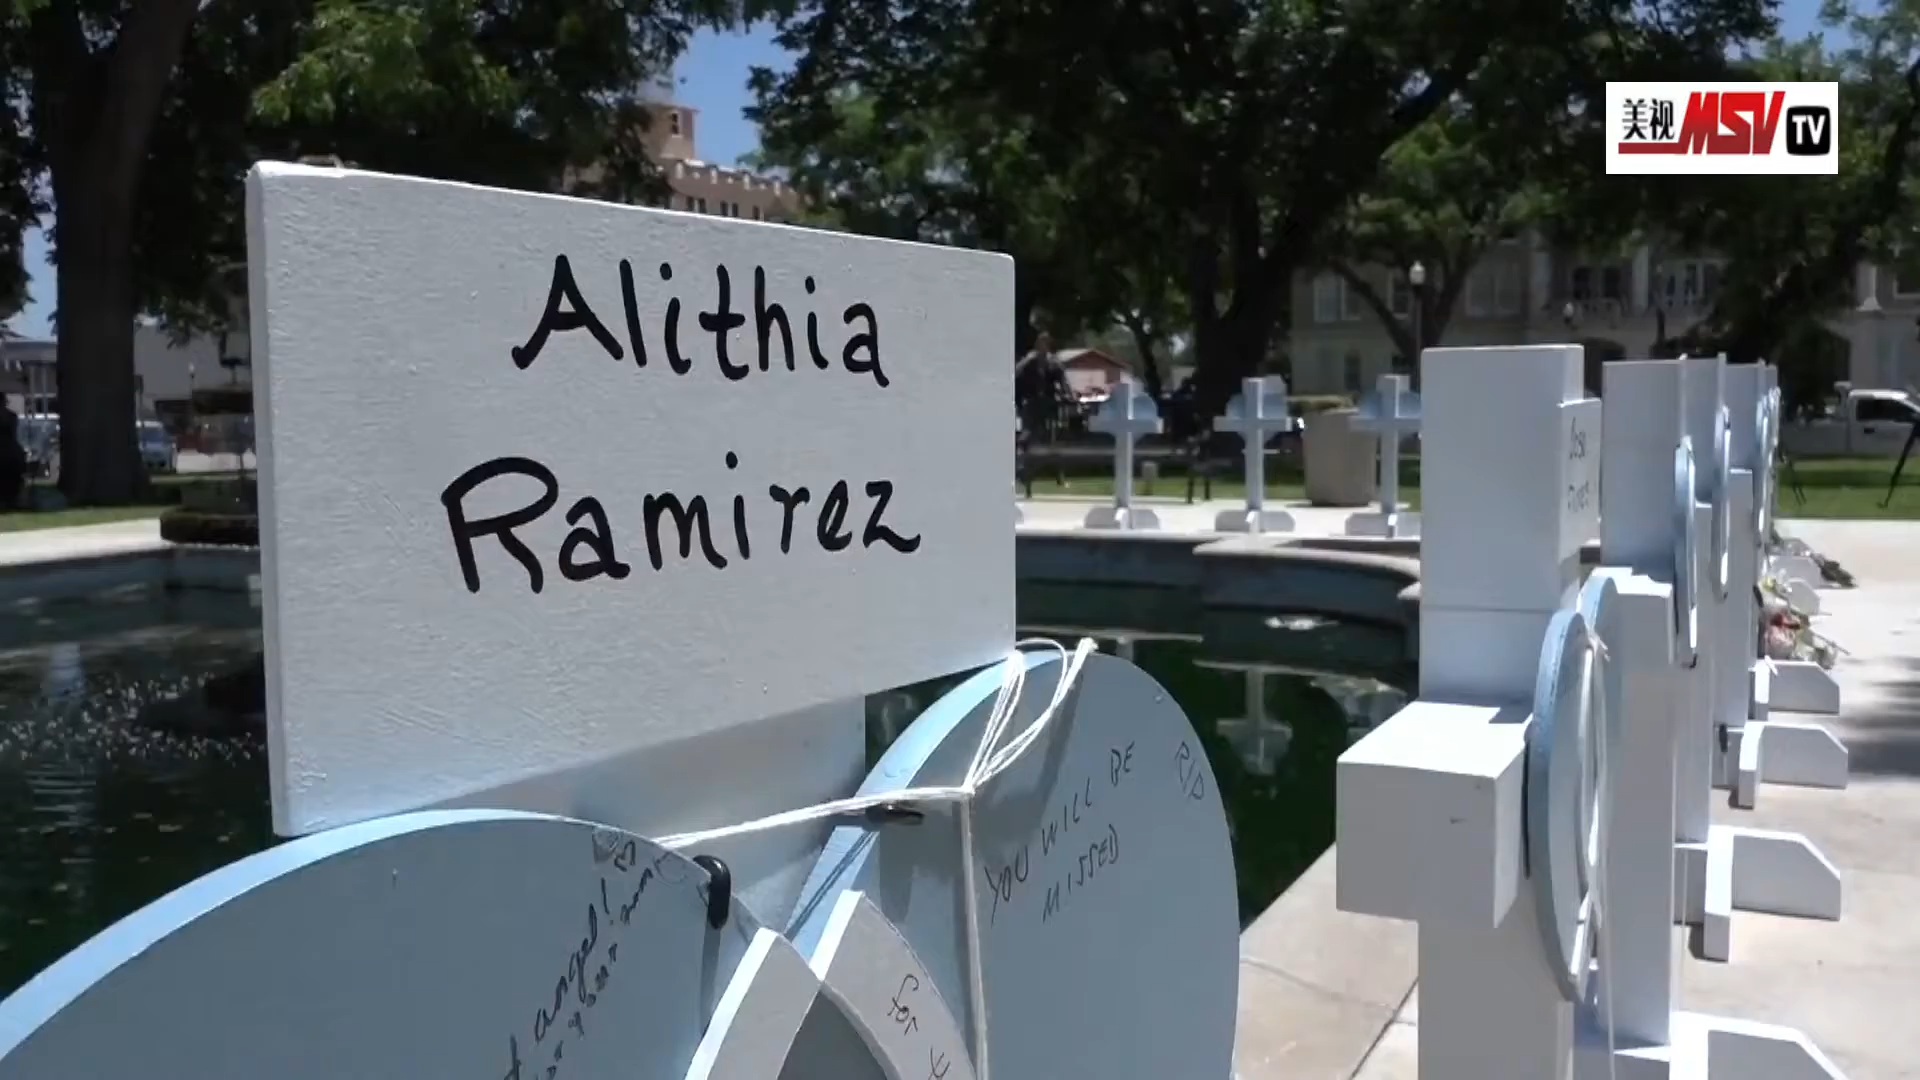 美视 MSV TV
Alithia
Ramirez
YOU WILL BE
MISSED
RIP
angel!
for